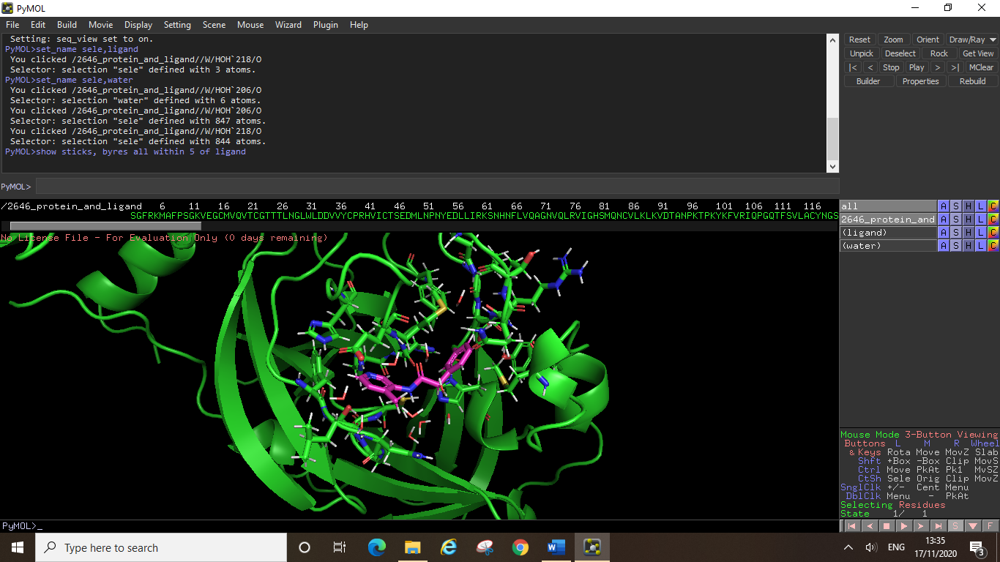 PyMOL
File Edit Build Movie Display Setting Scene Mouse Wizard Plugin Help
Setting: seq_view set to on.
PyMOL>set_name sele,ligand
You clicked /2646_protein_and_ligand//W/HOH`218/O
Selector: selection "sele" defined with 3 atoms.
PyMOL>set_name sele,water
You clicked /2646_protein_and_ligand//W/HOH`206/O
Selector: selection "water" defined with 6 atoms.
You clicked /2646_protein_and_ligand//W/HOH`206/O
Selector: selection "sele" defined with 847 atoms.
You clicked /2646_protein_and_ligand//W/HOH`218/O
Selector: selection "sele" defined with 844 atoms.
PyMOL>show sticks, byres all within 5 of ligand
PyMOL>
Reset Zoom Orient Draw/Ray
Unpick Deselect Rock Get View
|< < Stop Play > >| MClear
Builder Properties Rebuild
/2646_protein_and_ligand 6 11 16 21 26 31 36 41 46 51 56 61 66 71 76 81 86 91 96 101 106 111 116
SGFRKMAFPSGKVEGCMVQVTCGTTTLNGLWLDDVVYCPRHVICTSEDMLNPNYEDLLIRKSNHNFLVQAGNVQLRVIGHSMQNCVLKLKVDTANPKTPKYKFVRIQPGQTFSVLACYNGS
No License File - For Evaluation Only (0 days remaining)
all A S H L C
2646_protein_and A S H L C
(ligand) A S H L C
(water) A S H L C
Mouse Mode 3-Button Viewing
Buttons L M R Wheel
& Keys Rota Move MovZ Slab
Shft +Box -Box Clip MovS
Ctrl Move PkAt Pk1 MvSZ
CtSh Sele Orig Clip MovZ
SnglClk +/- Cent Menu
DblClk Menu - PkAt
Selecting Residues
State 1/ 1
PyMOL>_
S F
Type here to search
ENG
13:35
17/11/2020
3